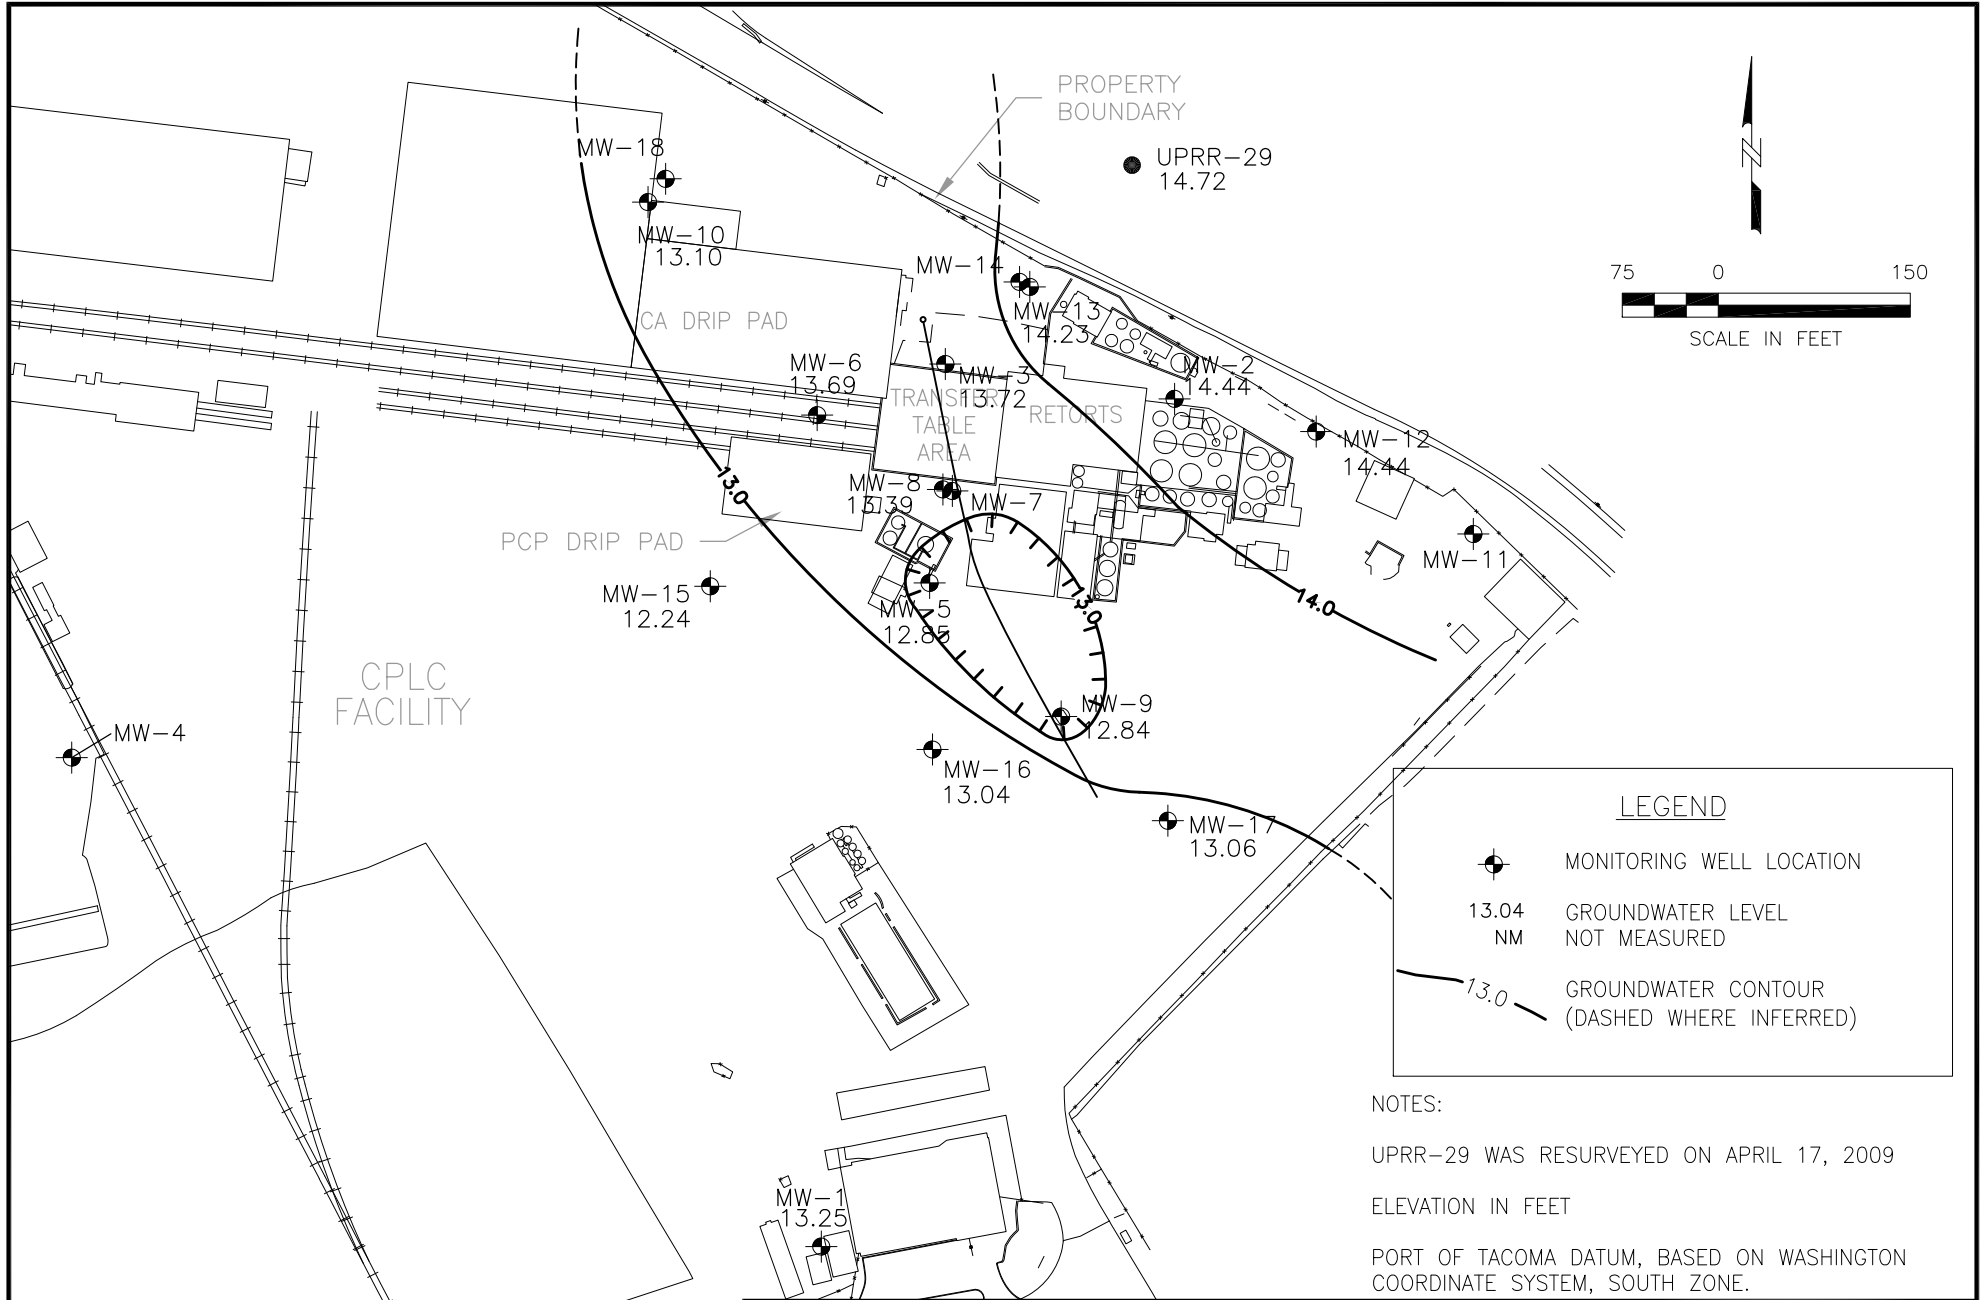 PROPERTY
BOUNDARY
UPRR-29
14.72
MW-18
MW-10
13.10
CA DRIP PAD
MW-14
MW-13
14.23
MW-6
13.69
MW-3
13.72
TRANSFER
TABLE
AREA
RETORTS
MW-2
14.44
MW-12
14.44
MW-8
13.39
MW-7
13.0
PCP DRIP PAD
MW-11
MW-15
12.24
MW-5
12.85
13.0
14.0
CPLC
FACILITY
MW-4
MW-9
12.84
MW-16
13.04
MW-17
13.06
MW-1
13.25
N
75 0 150
SCALE IN FEET
LEGEND
MONITORING WELL LOCATION
13.04 GROUNDWATER LEVEL
NM NOT MEASURED
13.0 GROUNDWATER CONTOUR
(DASHED WHERE INFERRED)
NOTES:
UPRR-29 WAS RESURVEYED ON APRIL 17, 2009
ELEVATION IN FEET
PORT OF TACOMA DATUM, BASED ON WASHINGTON
COORDINATE SYSTEM, SOUTH ZONE.